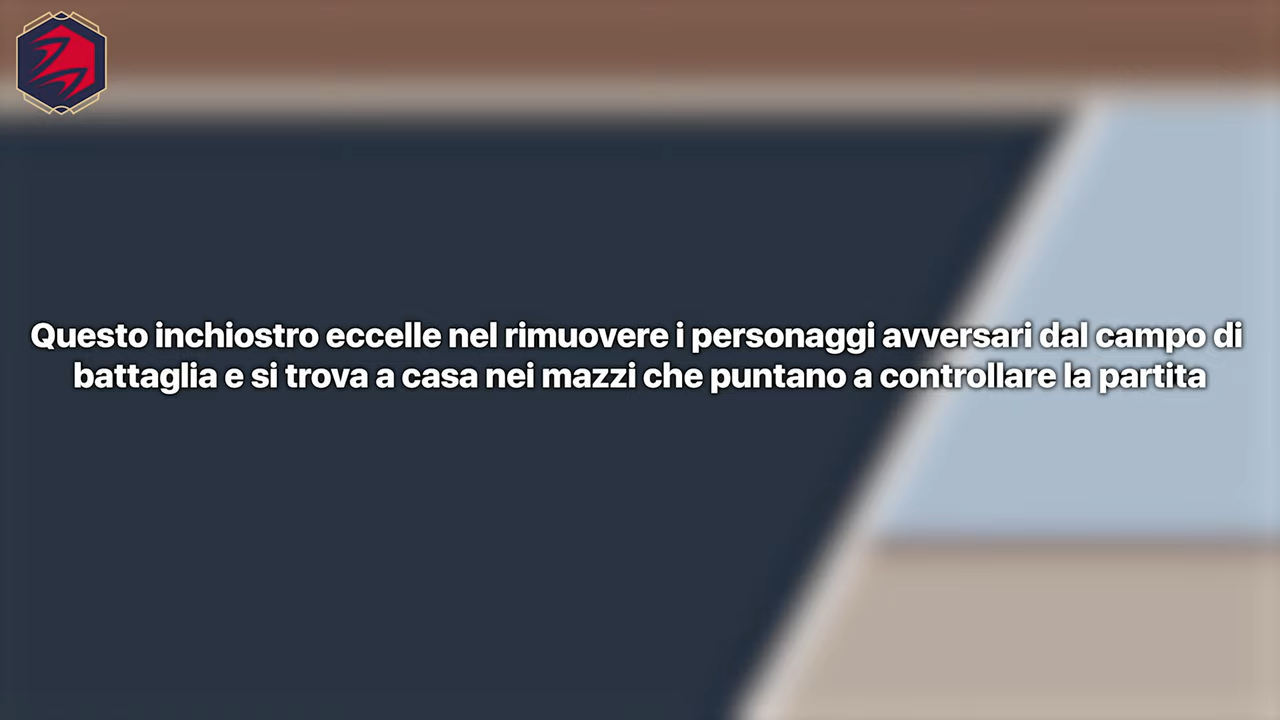 Questo inchiostro eccelle nel rimuovere i personaggi avversari dal campo di
battaglia e si trova a casa nei mazzi che puntano a controllare la partita